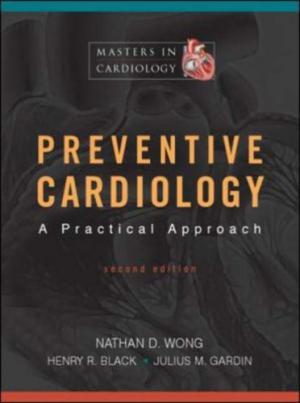 MASTERS IN
CARDIOLOGY
PREVENTIVE
CARDIOLOGY
A Practical Approach
second edition
NATHAN D. WONG
HENRY R. BLACK • JULIUS M. GARDIN